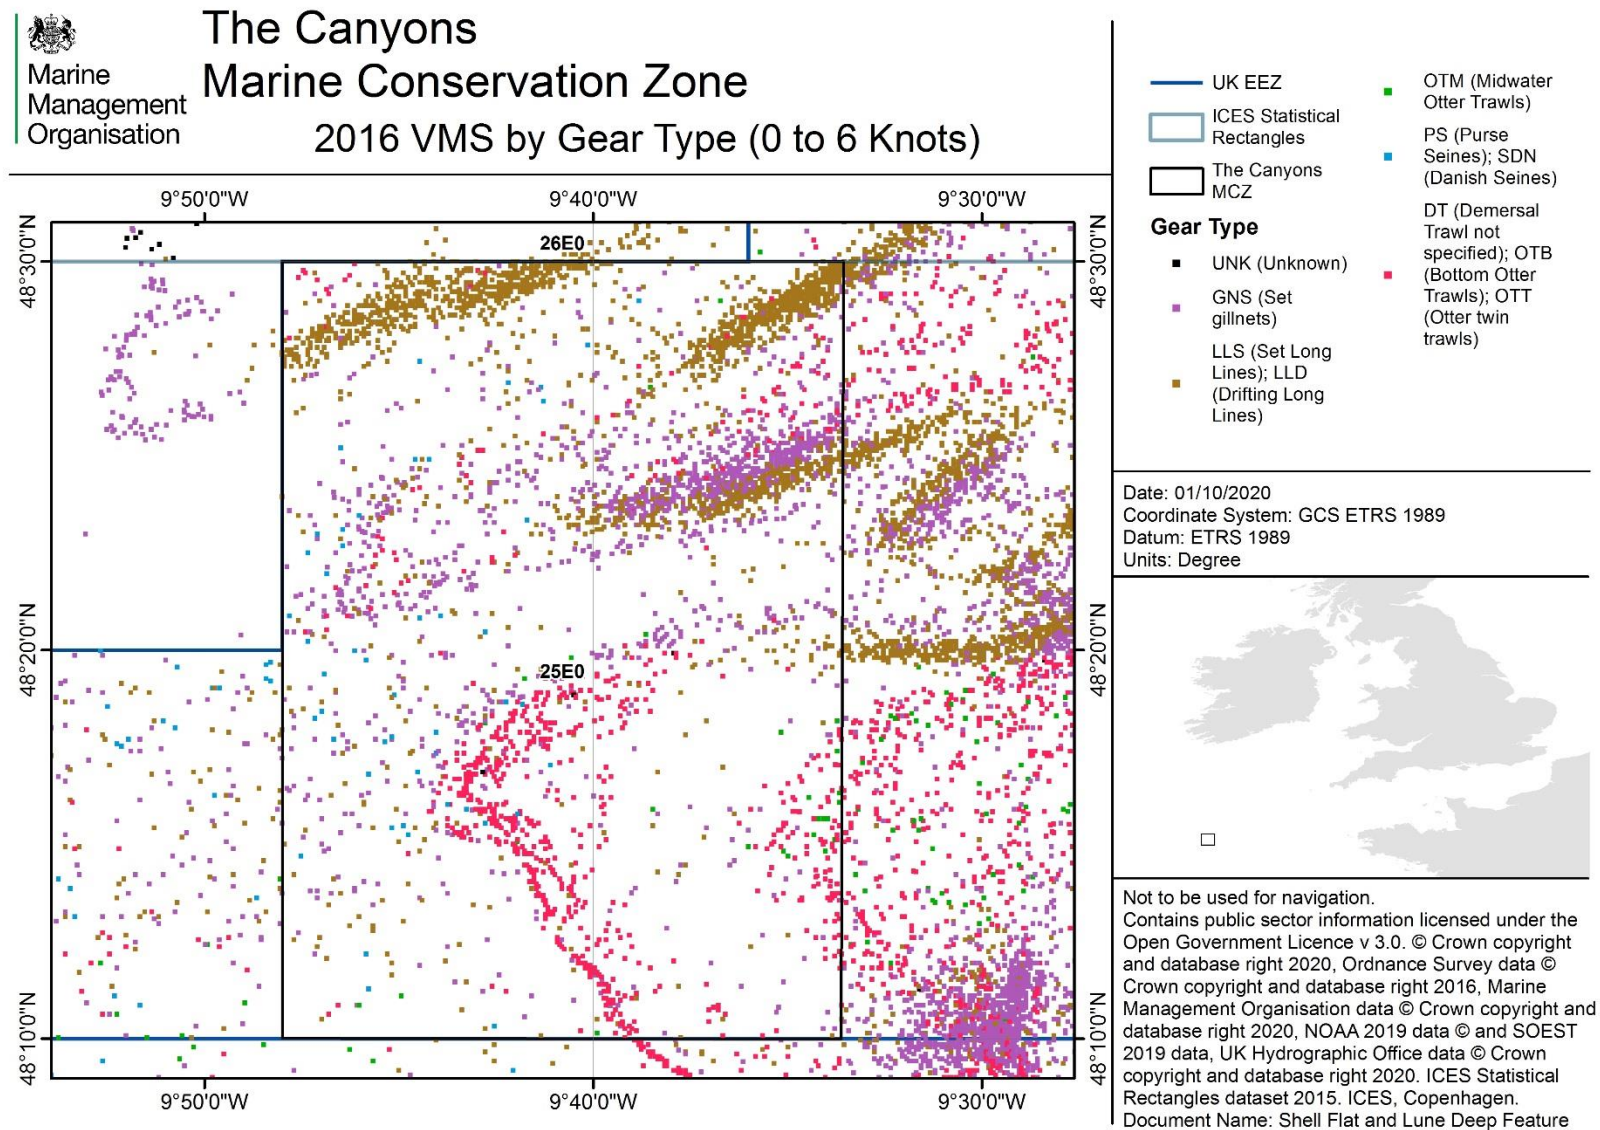 The Canyons
Marine Conservation Zone
2016 VMS by Gear Type (0 to 6 Knots)
Marine
Management
Organisation
9°50'0"W
9°40'0"W
9°30'0"W
48°30'0"N
48°30'0"N
26E0
48°20'0"N
48°20'0"N
25E0
48°10'0"N
48°10'0"N
9°50'0"W
9°40'0"W
9°30'0"W
UK EEZ
ICES Statistical
Rectangles
The Canyons
MCZ
Gear Type
UNK (Unknown)
GNS (Set
gillnets)
LLS (Set Long
Lines); LLD
(Drifting Long
Lines)
OTM (Midwater
Otter Trawls)
PS (Purse
Seines); SDN
(Danish Seines)
DT (Demersal
Trawl not
specified); OTB
(Bottom Otter
Trawls); OTT
(Otter twin
trawls)
Date: 01/10/2020
Coordinate System: GCS ETRS 1989
Datum: ETRS 1989
Units: Degree
Not to be used for navigation.
Contains public sector information licensed under the
Open Government Licence v 3.0. © Crown copyright
and database right 2020, Ordnance Survey data ©
Crown copyright and database right 2016, Marine
Management Organisation data © Crown copyright and
database right 2020, NOAA 2019 data © and SOEST
2019 data, UK Hydrographic Office data © Crown
copyright and database right 2020. ICES Statistical
Rectangles dataset 2015. ICES, Copenhagen.
Document Name: Shell Flat and Lune Deep Feature